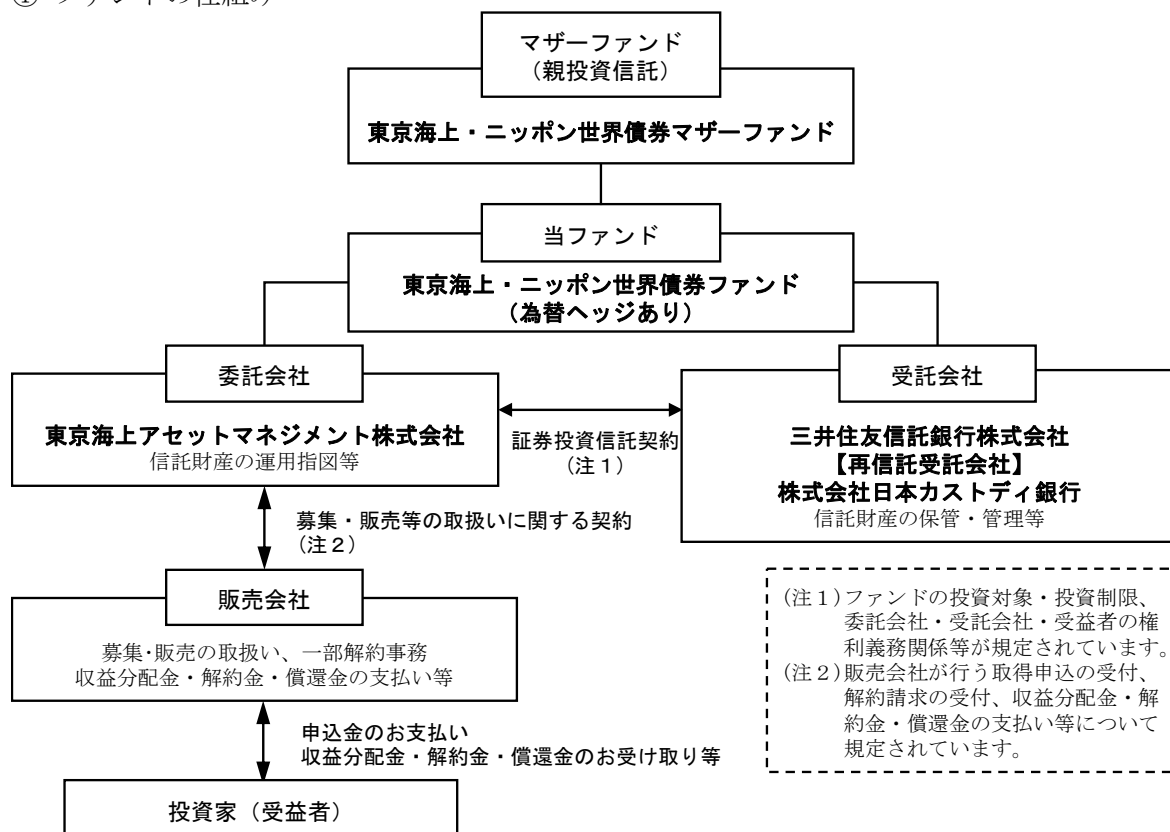 ① ファンドの仕組み
マザーファンド
（親投資信託）
東京海上・ニッポン世界債券マザーファンド
当ファンド
東京海上・ニッポン世界債券ファンド
（為替ヘッジあり）
委託会社
東京海上アセットマネジメント株式会社
信託財産の運用指図等
証券投資信託契約
（注１）
受託会社
三井住友信託銀行株式会社
【再信託受託会社】
株式会社日本カストディ銀行
信託財産の保管・管理等
募集・販売等の取扱いに関する契約
（注２）
販売会社
募集・販売の取扱い、一部解約事務
収益分配金・解約金・償還金の支払い等
(注１)ファンドの投資対象・投資制限、
委託会社・受託会社・受益者の権
利義務関係等が規定されています。
(注２)販売会社が行う取得申込の受付、
解約請求の受付、収益分配金・解
約金・償還金の支払い等について
規定されています。
申込金のお支払い
収益分配金・解約金・償還金のお受け取り等
投資家（受益者）